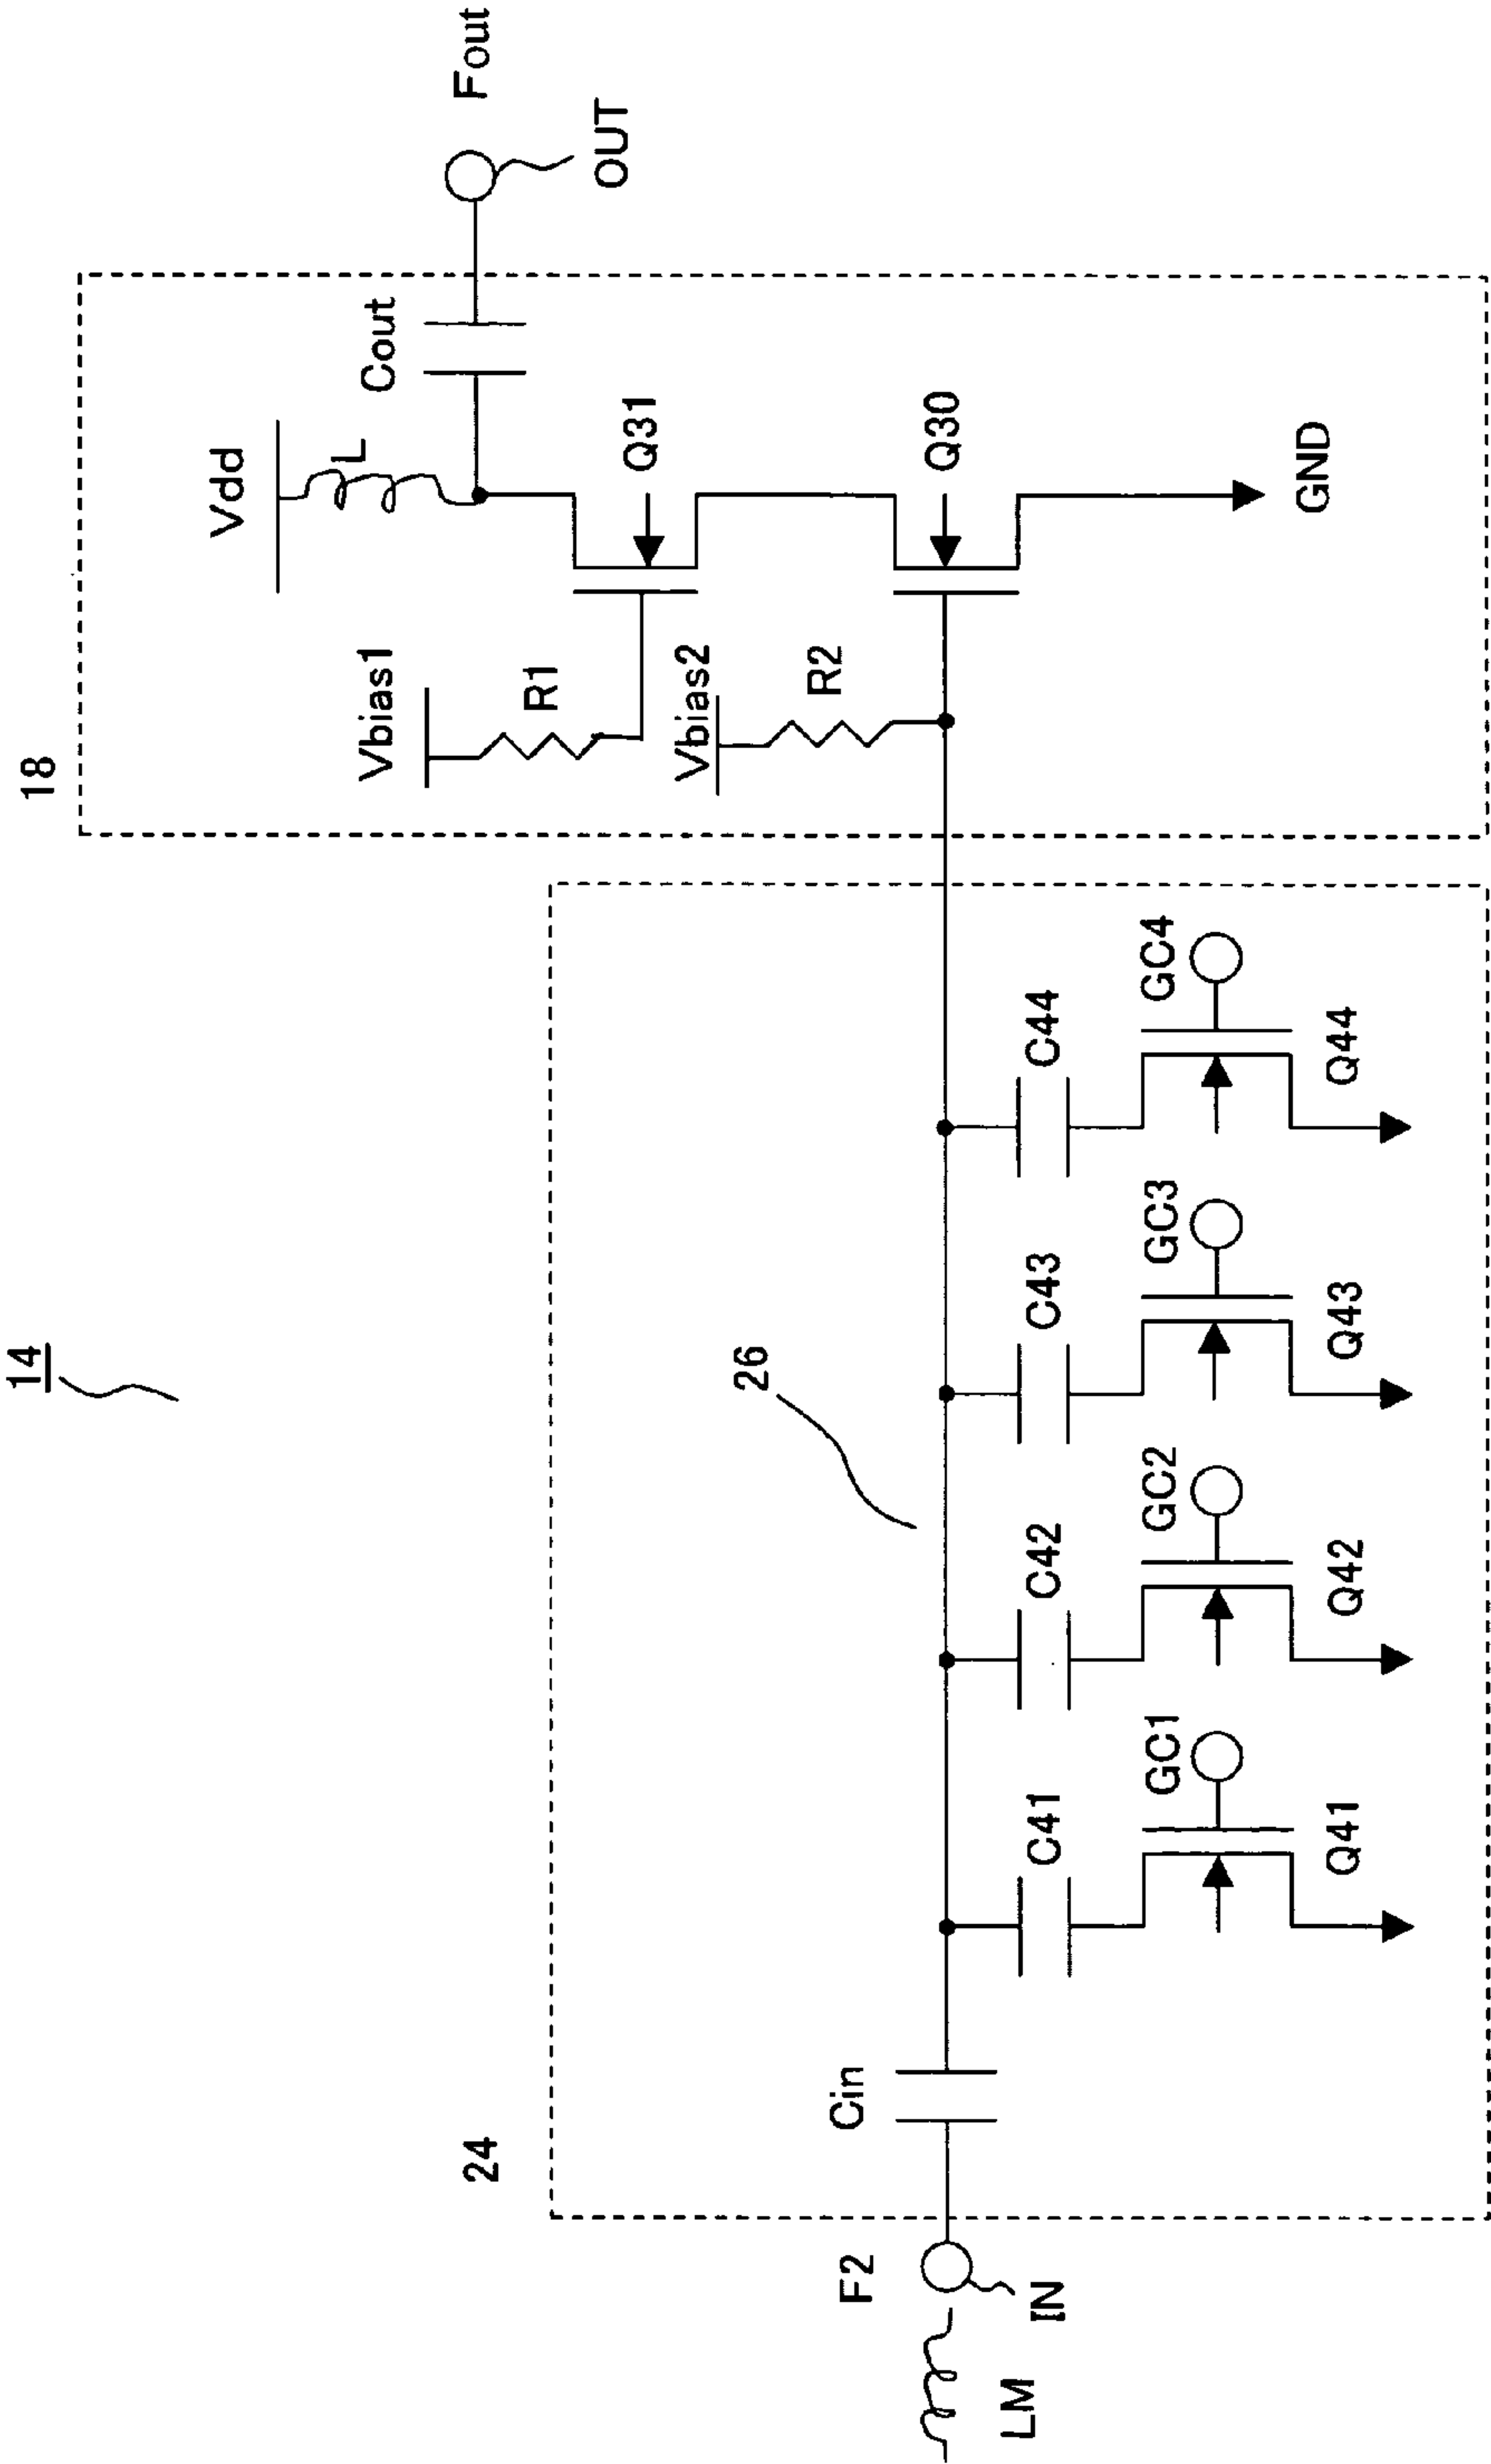 14
18
Vdd
L
Cout
Fout
OUT
Vbias1
R1
Q31
Vbias2
R2
Q30
GND
24
26
F2
LM
IN
Cin
C41
C42
C43
C44
GC1
GC2
GC3
GC4
Q41
Q42
Q43
Q44